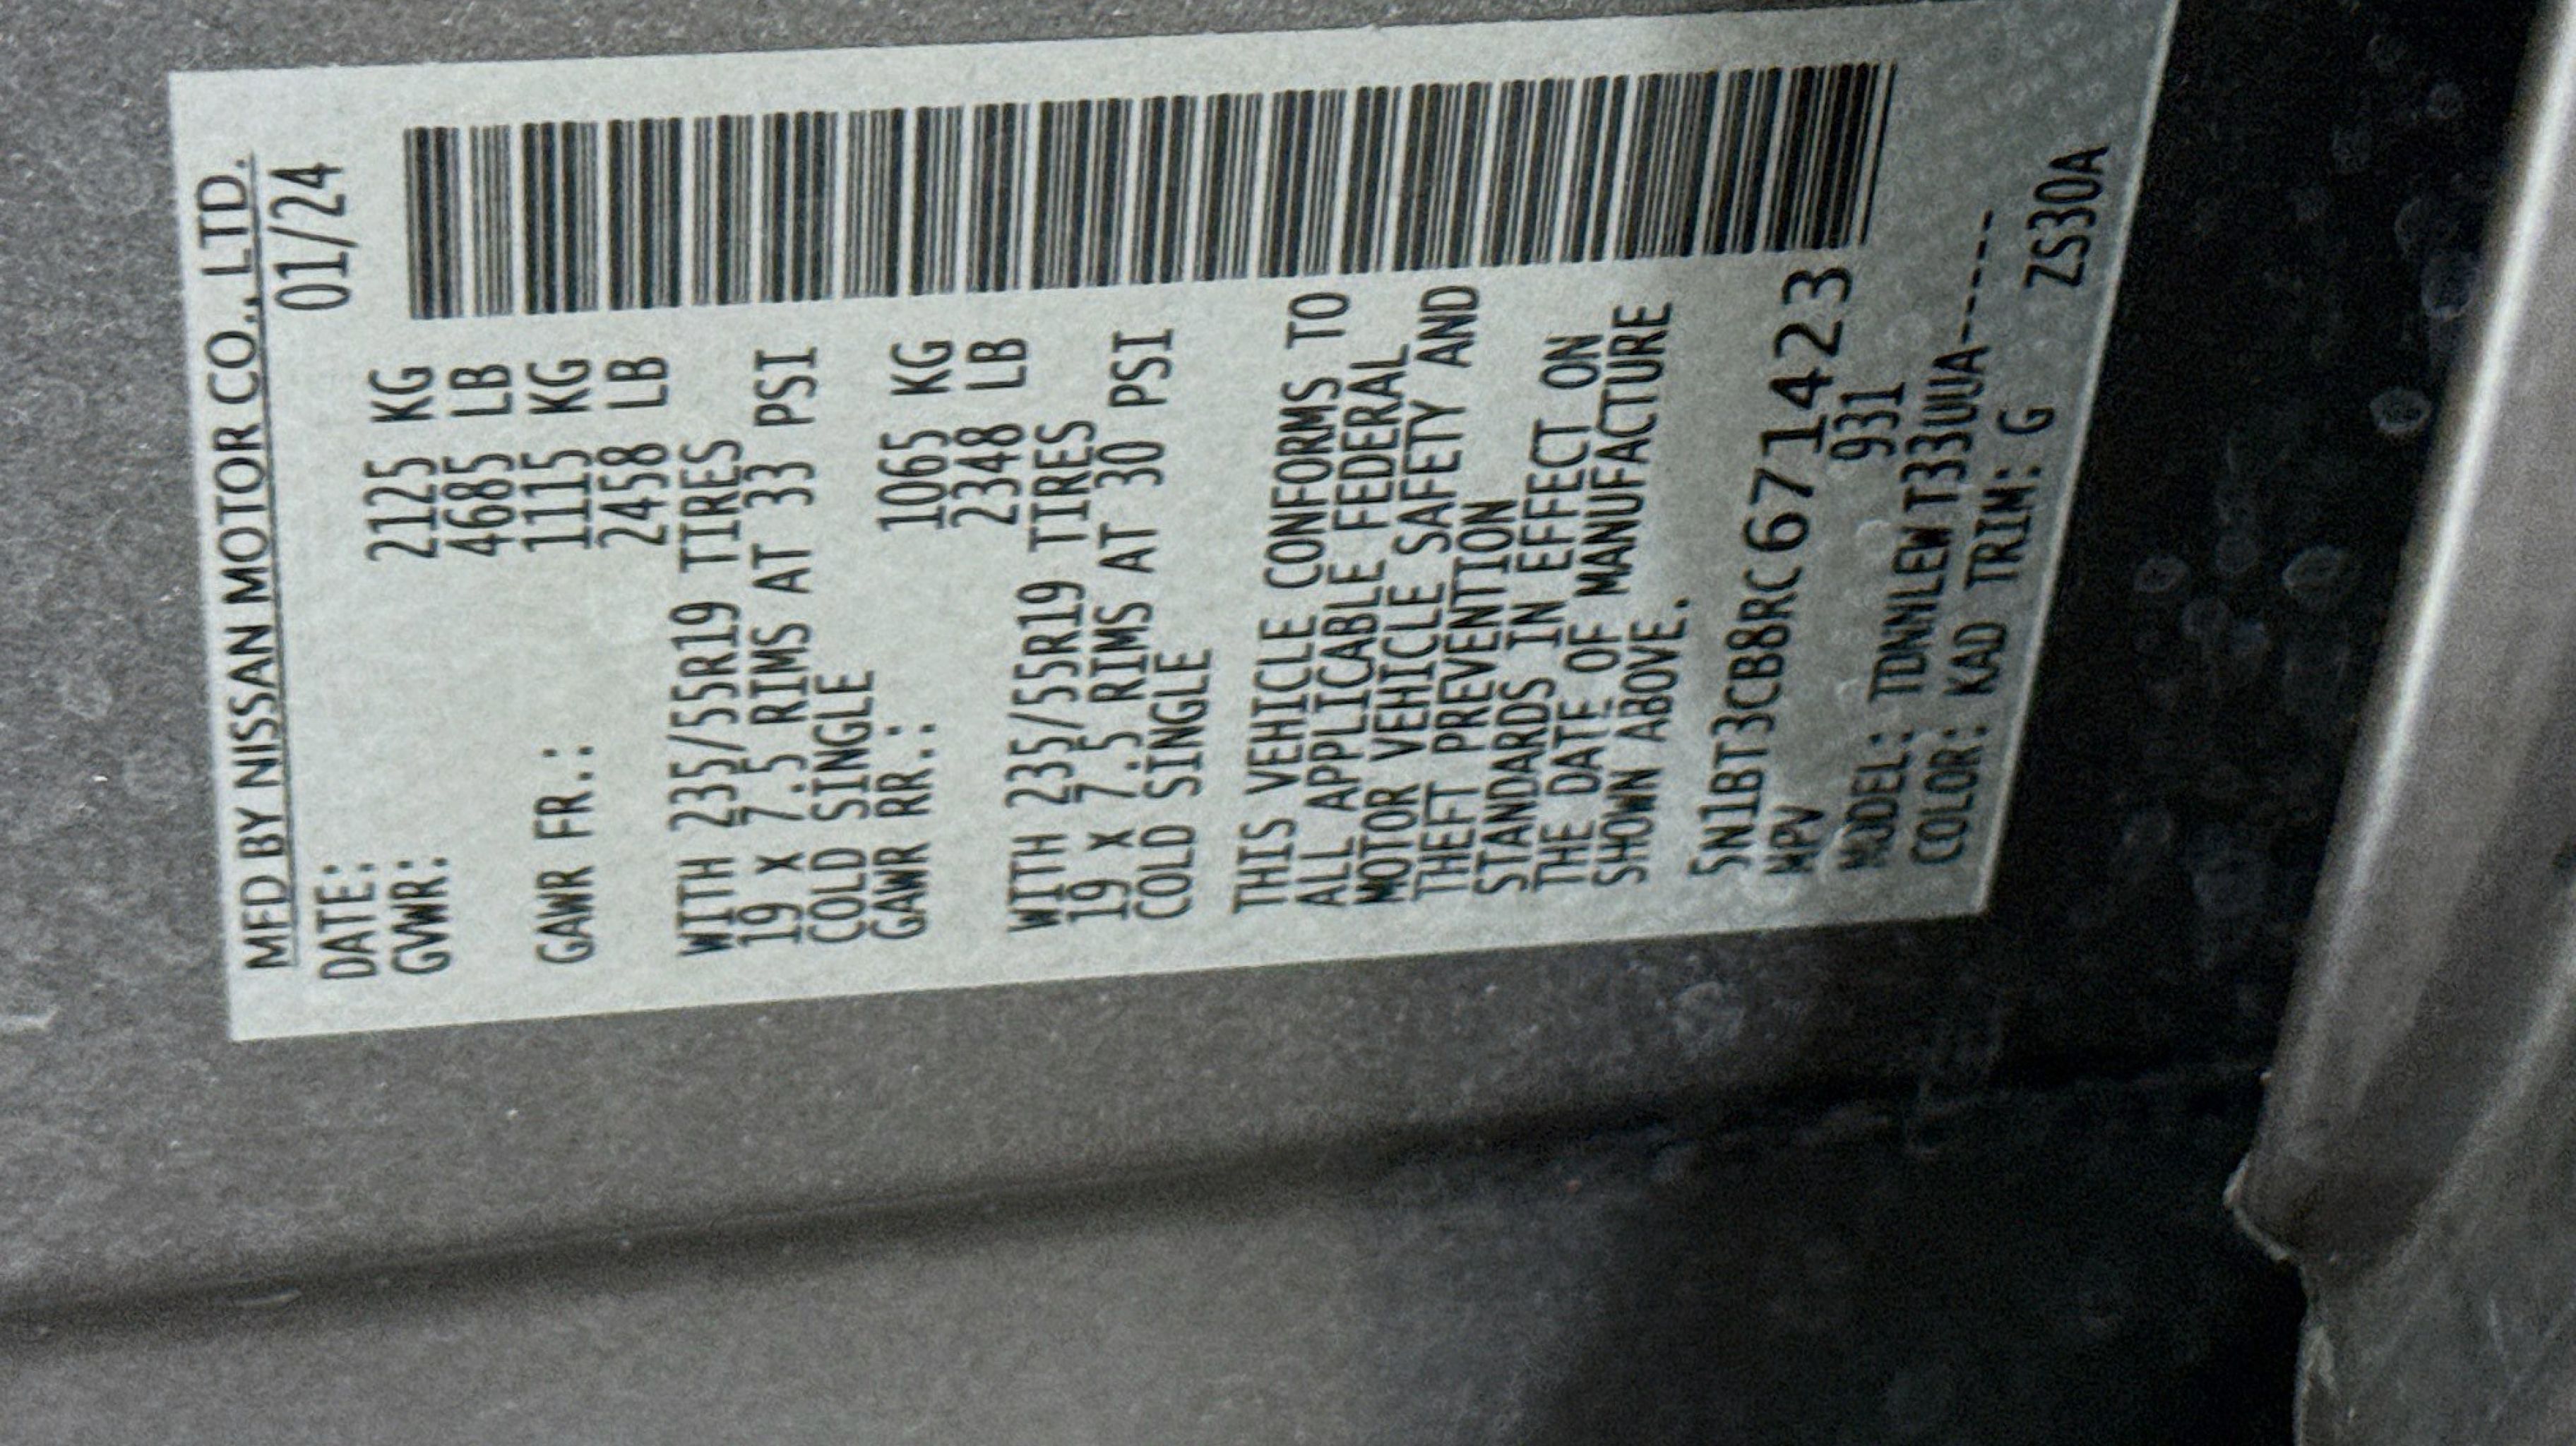 MFD BY NISSAN MOTOR CO., LTD.
DATE: 01/24
GVWR: 2125 KG
4685 LB
GAWR FR.: 1115 KG
2458 LB
WITH 235/55R19 TIRES
19 X 7.5 RIMS AT 33 PSI
COLD SINGLE
GAWR RR.: 1065 KG
2348 LB
WITH 235/55R19 TIRES
19 X 7.5 RIMS AT 30 PSI
COLD SINGLE
THIS VEHICLE CONFORMS TO
ALL APPLICABLE FEDERAL
MOTOR VEHICLE SAFETY AND
THEFT PREVENTION
STANDARDS IN EFFECT ON
THE DATE OF MANUFACTURE
SHOWN ABOVE.
5N1BT3CB8RC671423
MPV 931
MODEL: TDNNLEWT33UUA-----
COLOR: KAD TRIM: G ZS30A